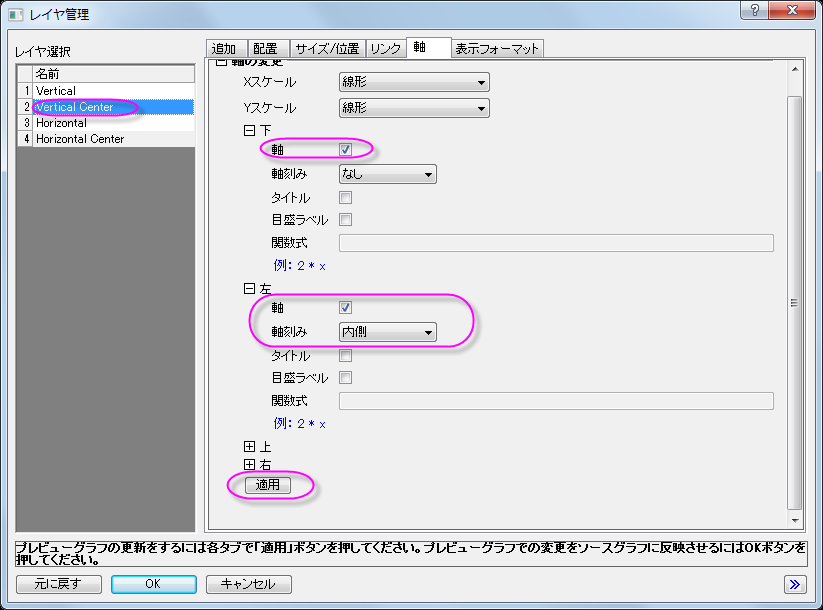 レイヤ管理
レイヤ選択
名前
1 Vertical
2 Vertical Center
3 Horizontal
4 Horizontal Center
追加 配置 サイズ/位置 リンク 軸 表示フォーマット
軸の変更
Xスケール 線形
Yスケール 線形
下
軸
軸刻み なし
タイトル
目盛ラベル
関数式
例: 2 * x
左
軸
軸刻み 内側
タイトル
目盛ラベル
関数式
例: 2 * x
上
右
適用
プレビューグラフの更新をするには各タブで「適用」ボタンを押してください。プレビューグラフでの変更をソースグラフに反映させるにはOKボタンを
押してください。
元に戻す OK キャンセル